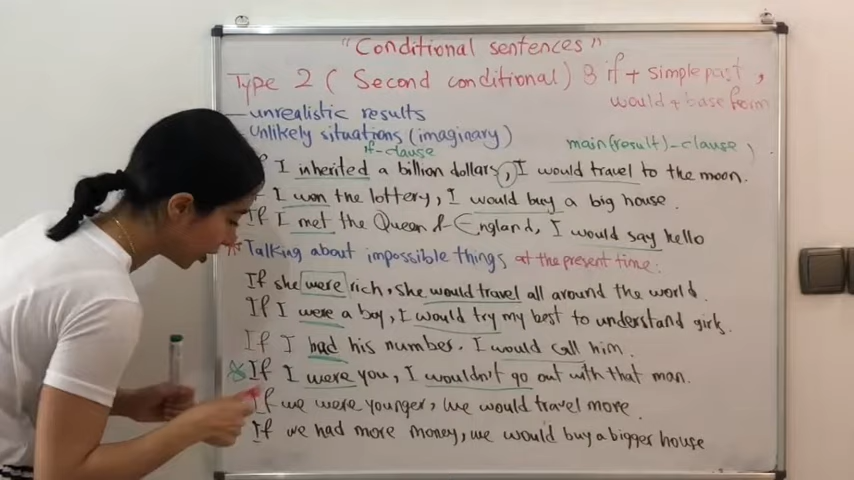 "Conditional sentences"
Type 2 (Second conditional) 8 if + simple past,
would + base form
- unrealistic results
- Unlikely situations (imaginary)
if-clause main(result)-clause
If I inherited a billion dollars, I would travel to the moon.
I won the lottery, I would buy a big house.
If I met the Queen of England, I would say hello
* Talking about impossible things at the present time:
If she were rich, she would travel all around the world.
If I were a boy, I would try my best to understand girls.
If I had his number. I would call him.
* If I were you, I wouldn't go out with that man.
If we were younger, we would travel more.
If we had more money, we would buy a bigger house